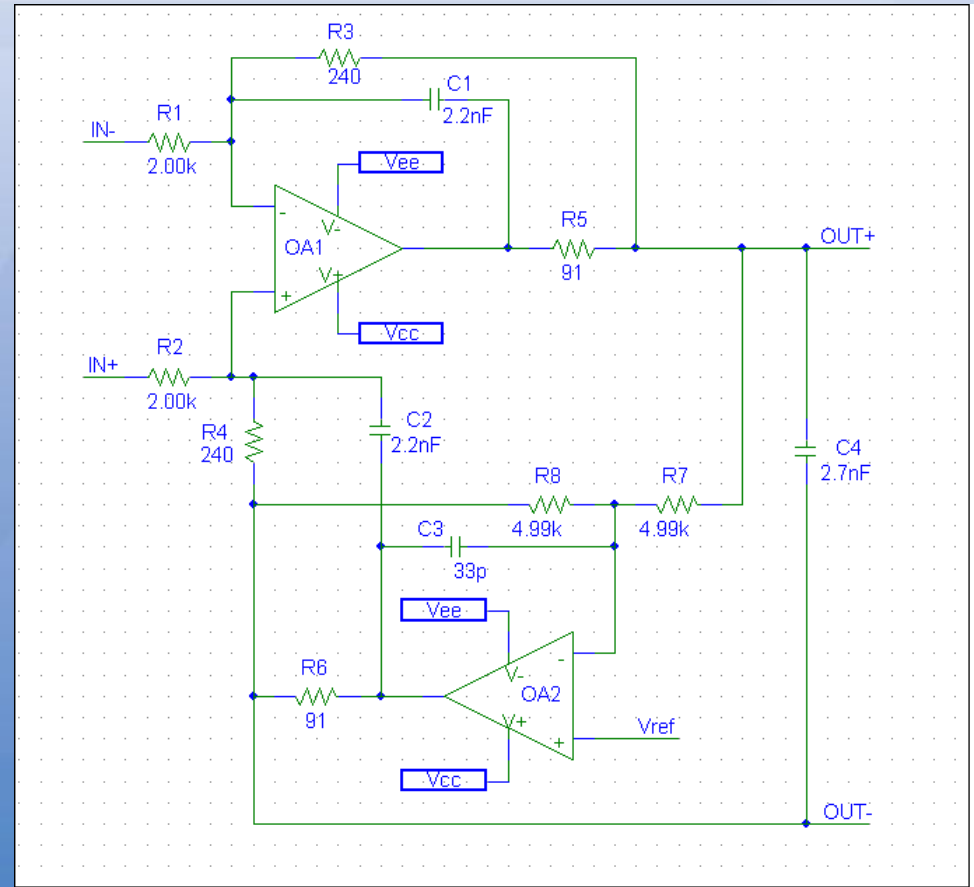 R3
240
C1
2.2nF
R1
IN-
2.00k
Vee
-
V-
OA1
V+
+
R5
91
OUT+
Vcc
R2
IN+
2.00k
R4
240
C2
2.2nF
C4
2.7nF
R8
4.99k
R7
4.99k
C3
33p
Vee
-
V-
OA2
V+
+
Vref
R6
91
Vcc
OUT-